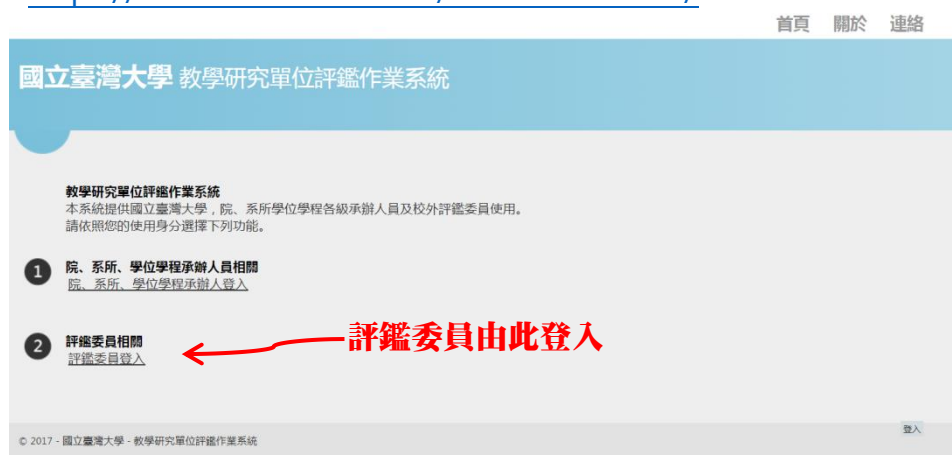 首頁 關於 連絡
國立臺灣大學 教學研究單位評鑑作業系統
教學研究單位評鑑作業系統
本系統提供國立臺灣大學，院、系所學位學程各級承辦人員及校外評鑑委員使用。
請依照您的使用身分選擇下列功能。
1 院、系所、學位學程承辦人員相關
院、系所、學位學程承辦人登入
2 評鑑委員相關
評鑑委員登入
評鑑委員由此登入
登入
© 2017 - 國立臺灣大學 - 教學研究單位評鑑作業系統